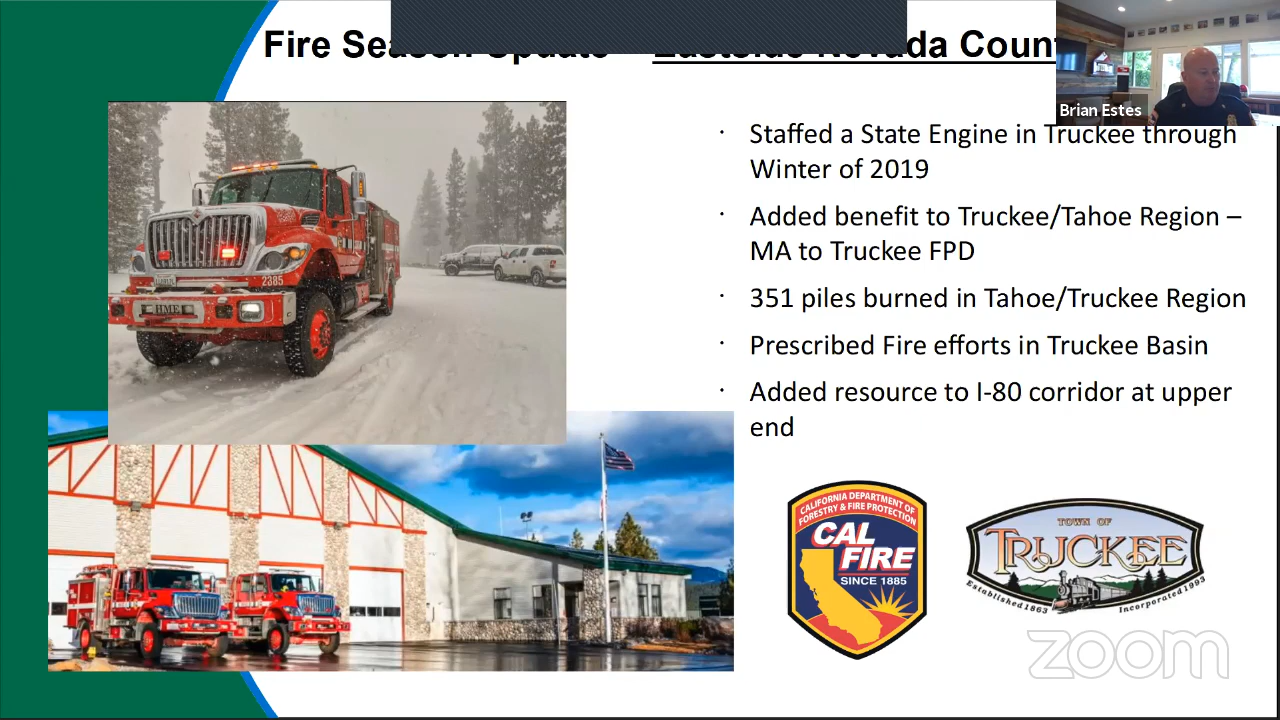 Fire Season Update – Eastside Nevada Count
Brian Estes
· Staffed a State Engine in Truckee through
Winter of 2019
· Added benefit to Truckee/Tahoe Region –
MA to Truckee FPD
· 351 piles burned in Tahoe/Truckee Region
· Prescribed Fire efforts in Truckee Basin
· Added resource to I-80 corridor at upper
end
2385
HME
CALIFORNIA DEPARTMENT OF
FORESTRY & FIRE PROTECTION
CAL
FIRE
SINCE 1885
TOWN OF
TRUCKEE
Established 1863
Incorporated 1993
zoom